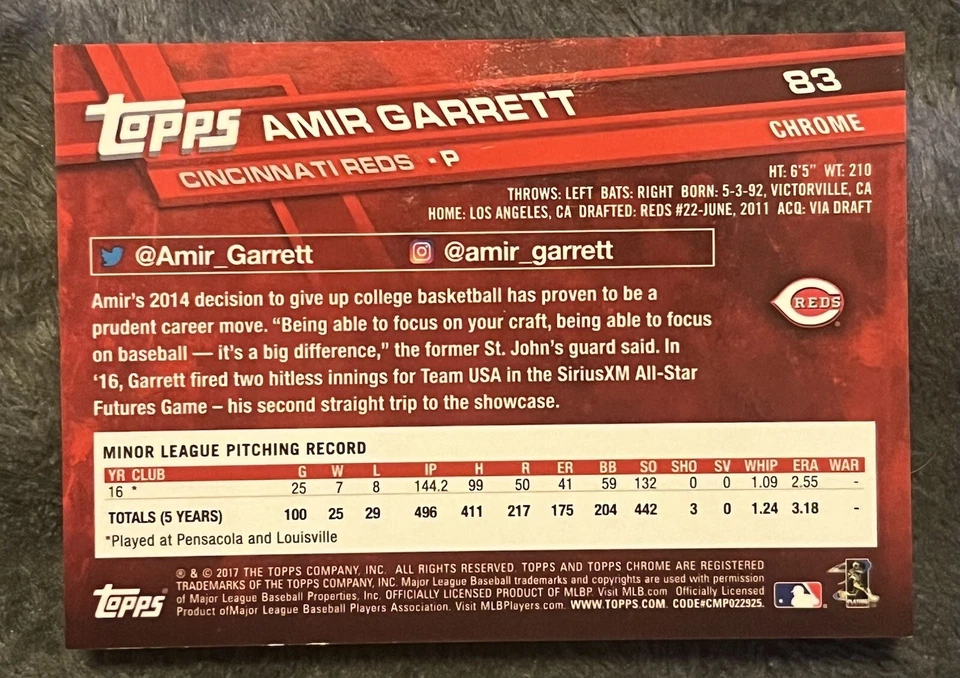 topps AMIR GARRETT 83
CINCINNATI REDS • P CHROME
HT: 6'5" WT: 210
THROWS: LEFT BATS: RIGHT BORN: 5-3-92, VICTORVILLE, CA
HOME: LOS ANGELES, CA DRAFTED: REDS #22-JUNE, 2011 ACQ: VIA DRAFT
@Amir_Garrett @amir_garrett
Amir's 2014 decision to give up college basketball has proven to be a
prudent career move. “Being able to focus on your craft, being able to focus
on baseball — it's a big difference,” the former St. John's guard said. In
‘16, Garrett fired two hitless innings for Team USA in the SiriusXM All-Star
Futures Game – his second straight trip to the showcase.
REDS
MINOR LEAGUE PITCHING RECORD
YR CLUB G W L IP H R ER BB SO SHO SV WHIP ERA WAR
16 * 25 7 8 144.2 99 50 41 59 132 0 0 1.09 2.55 -
TOTALS (5 YEARS) 100 25 29 496 411 217 175 204 442 3 0 1.24 3.18 -
*Played at Pensacola and Louisville
® & © 2017 THE TOPPS COMPANY, INC. ALL RIGHTS RESERVED. TOPPS AND TOPPS CHROME ARE REGISTERED
TRADEMARKS OF THE TOPPS COMPANY, INC. Major League Baseball trademarks and copyrights are used with permission
of Major League Baseball Properties, Inc. OFFICIALLY LICENSED PRODUCT OF MLBP. Visit MLB.com Officially Licensed
Product ofMajor League Baseball Players Association. Visit MLBPlayers.com. WWW.TOPPS.COM. CODE#CMP022925.
topps